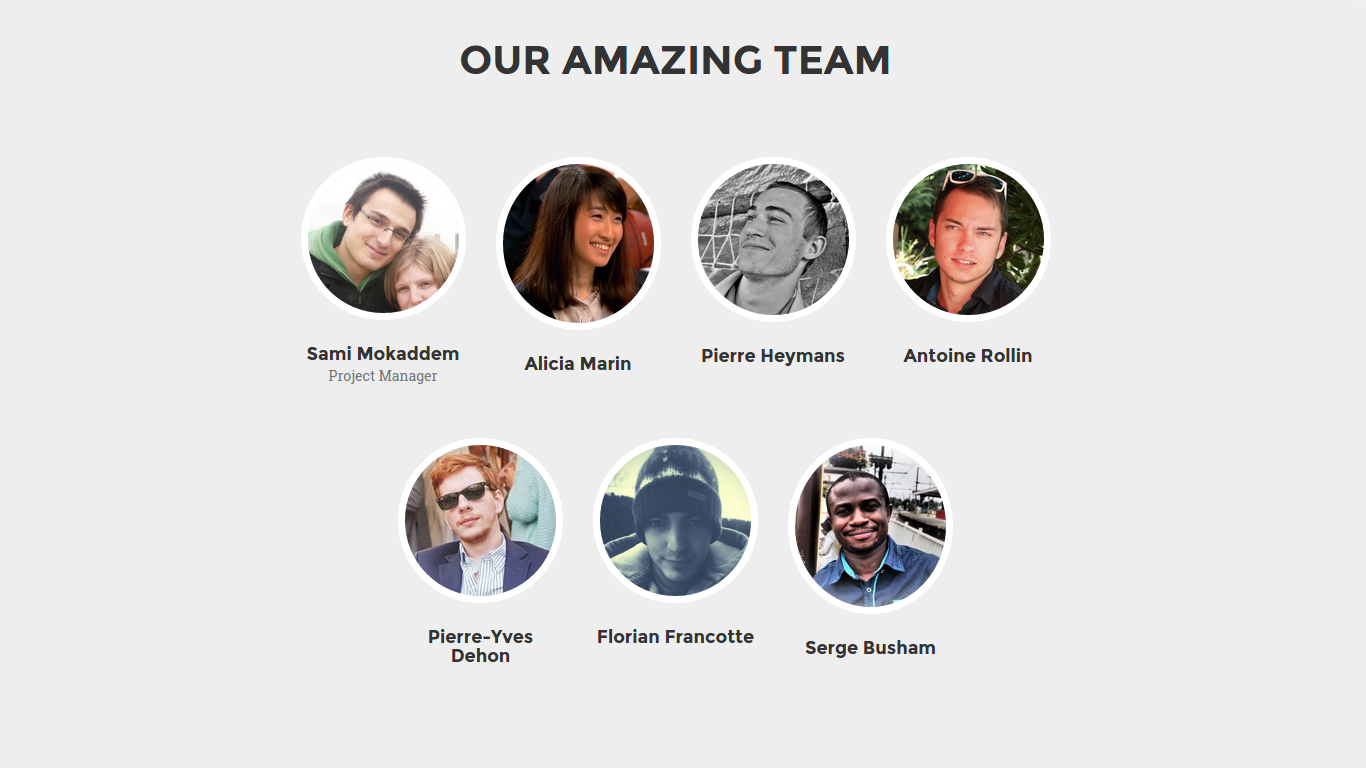 OUR AMAZING TEAM
Sami Mokaddem
Project Manager
Alicia Marin
Pierre Heymans
Antoine Rollin
Pierre-Yves
Dehon
Florian Francotte
Serge Busham